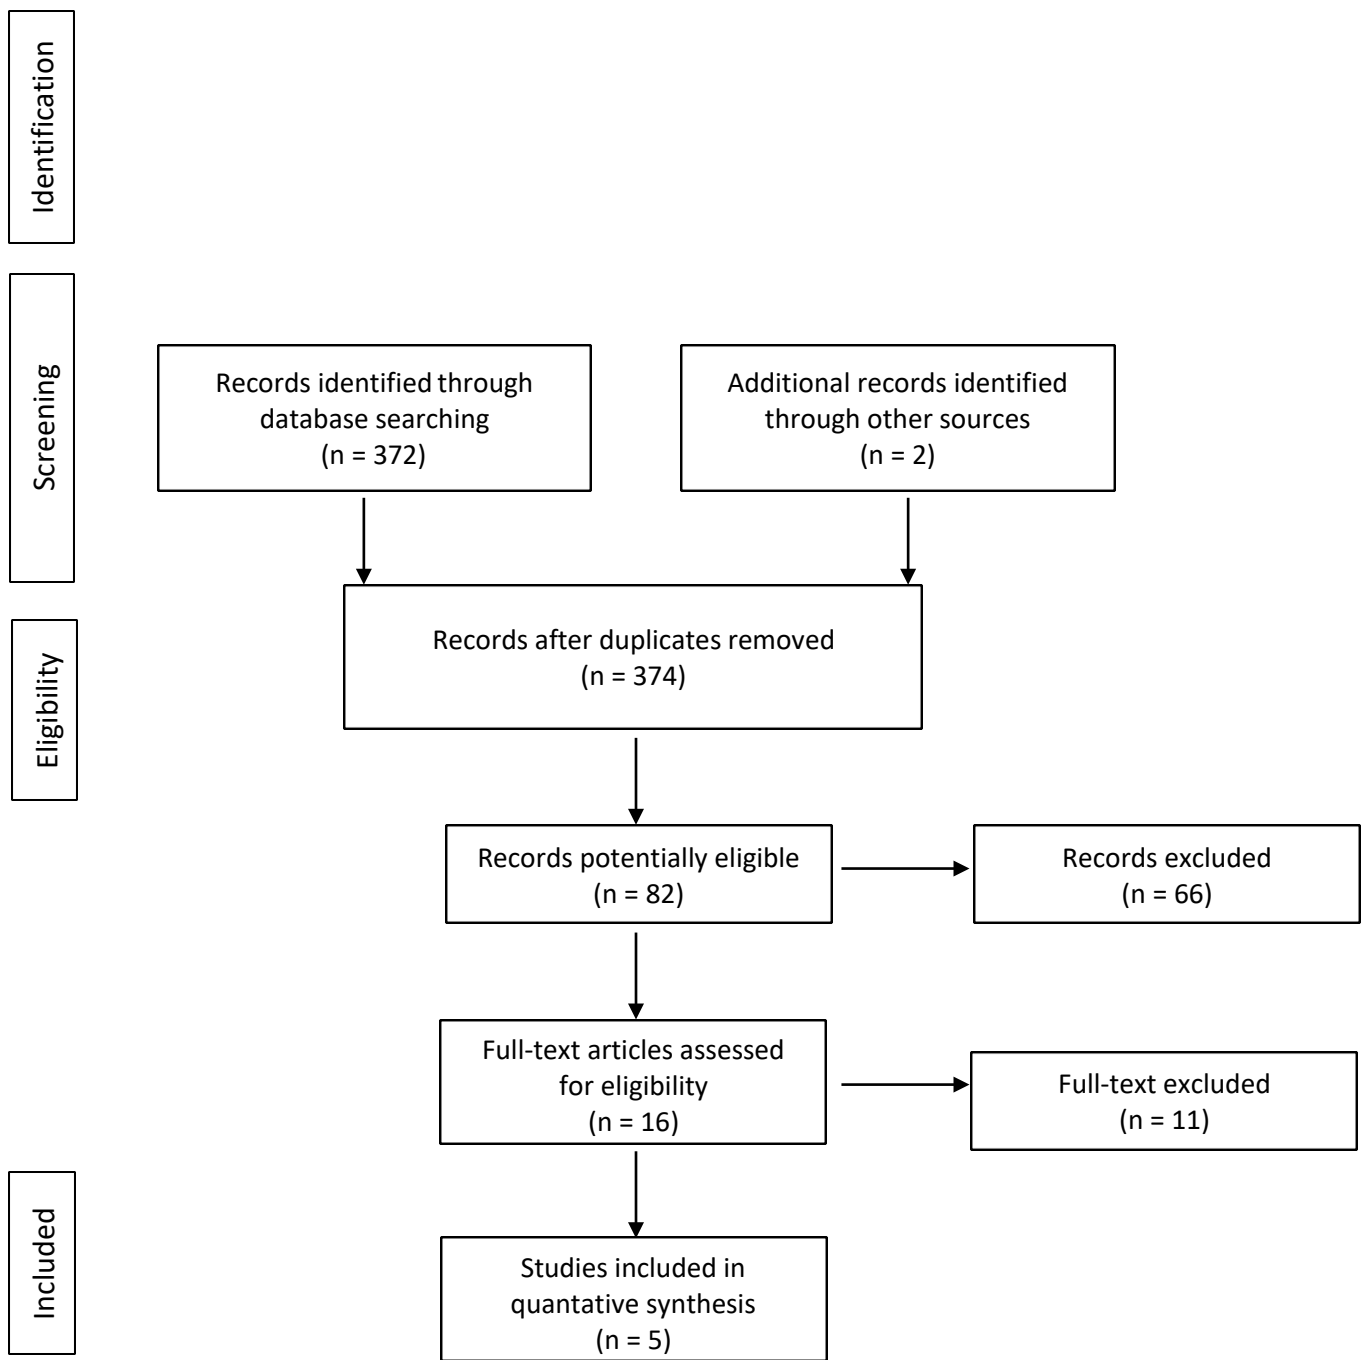 Identification
Screening
Records identified through
database searching
(n = 372)
Additional records identified
through other sources
(n = 2)
Eligibility
Records after duplicates removed
(n = 374)
Records potentially eligible
(n = 82)
Records excluded
(n = 66)
Full-text articles assessed
for eligibility
(n = 16)
Full-text excluded
(n = 11)
Included
Studies included in
quantative synthesis
(n = 5)